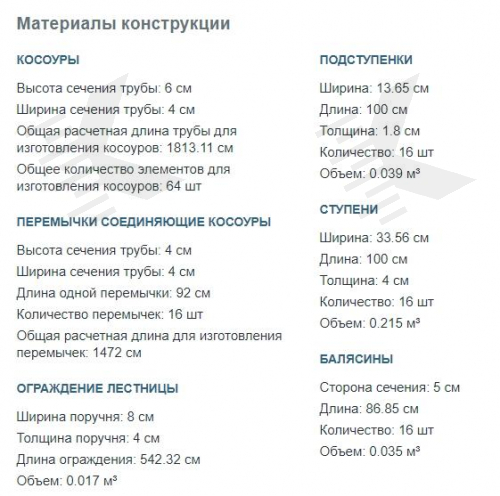 Материалы конструкции
КОСОУРЫ
Высота сечения трубы: 6 см
Ширина сечения трубы: 4 см
Общая расчетная длина трубы для
изготовления косоуров: 1813.11 см
Общее количество элементов для
изготовления косоуров: 64 шт
ПЕРЕМЫЧКИ СОЕДИНЯЮЩИЕ КОСОУРЫ
Высота сечения трубы: 4 см
Ширина сечения трубы: 4 см
Длина одной перемычки: 92 см
Количество перемычек: 16 шт
Общая расчетная длина для изготовления
перемычек: 1472 см
ОГРАЖДЕНИЕ ЛЕСТНИЦЫ
Ширина поручня: 8 см
Толщина поручня: 4 см
Длина ограждения: 542.32 см
Объем: 0.017 м³
ПОДСТУПЕНКИ
Ширина: 13.65 см
Длина: 100 см
Толщина: 1.8 см
Количество: 16 шт
Объем: 0.039 м³
СТУПЕНИ
Ширина: 33.56 см
Длина: 100 см
Толщина: 4 см
Количество: 16 шт
Объем: 0.215 м³
БАЛЯСИНЫ
Сторона сечения: 5 см
Длина: 86.85 см
Количество: 16 шт
Объем: 0.035 м³